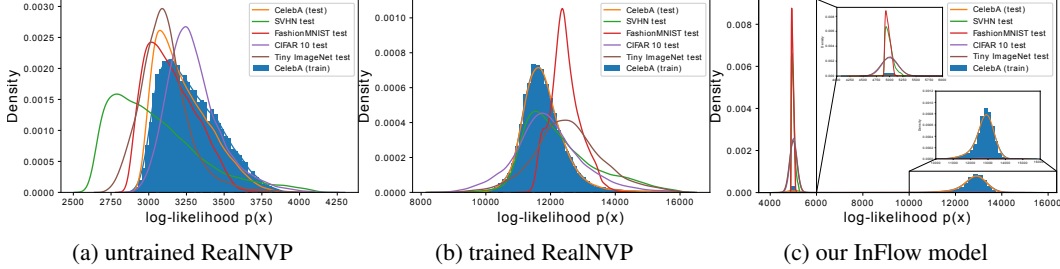 CelebA (test)
SVHN test
FashionMNIST test
CIFAR 10 test
Tiny ImageNet test
CelebA (train)
0.0030
0.0025
0.0020
0.0015
0.0010
0.0005
0.0000
Density
2500 2750 3000 3250 3500 3750 4000 4250
log-likelihood p(x)
(a) untrained RealNVP
CelebA (test)
SVHN test
FashionMNIST test
CIFAR 10 test
Tiny ImageNet test
CelebA (train)
0.0010
0.0008
0.0006
0.0004
0.0002
0.0000
Density
8000 10000 12000 14000 16000
log-likelihood p(x)
(b) trained RealNVP
CelebA (test)
SVHN test
FashionMNIST test
CIFAR 10 test
Tiny ImageNet test
CelebA (train)
0.008
0.006
0.004
0.002
0.000
Density
4000 6000 8000 10000 12000 14000 16000
log-likelihood p(x)
(c) our InFlow model